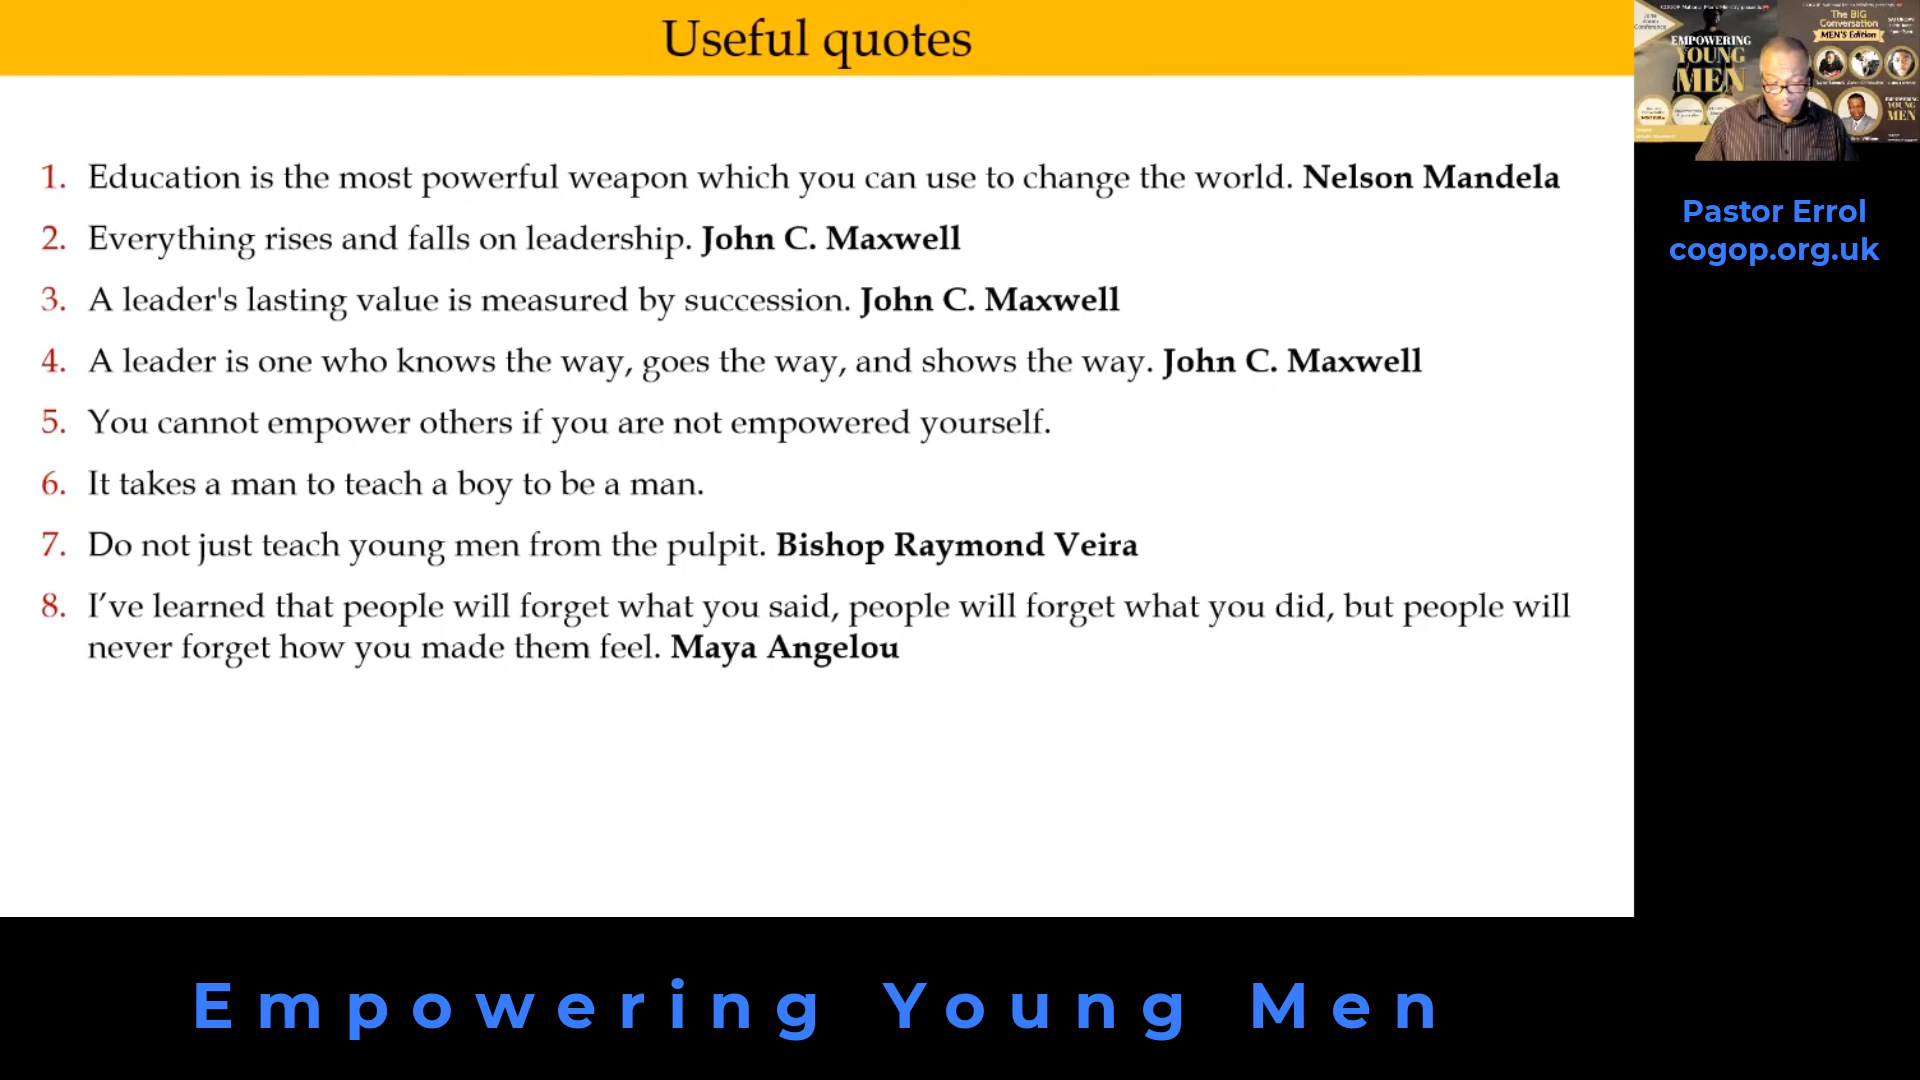 Useful quotes
1. Education is the most powerful weapon which you can use to change the world. Nelson Mandela
2. Everything rises and falls on leadership. John C. Maxwell
3. A leader's lasting value is measured by succession. John C. Maxwell
4. A leader is one who knows the way, goes the way, and shows the way. John C. Maxwell
5. You cannot empower others if you are not empowered yourself.
6. It takes a man to teach a boy to be a man.
7. Do not just teach young men from the pulpit. Bishop Raymond Veira
8. I’ve learned that people will forget what you said, people will forget what you did, but people will
never forget how you made them feel. Maya Angelou
EMPOWERING
YOUNG
MEN
The BIG
Conversation
MEN'S Edition
YOUNG
MEN
Pastor Errol
cogop.org.uk
Empowering Young Men